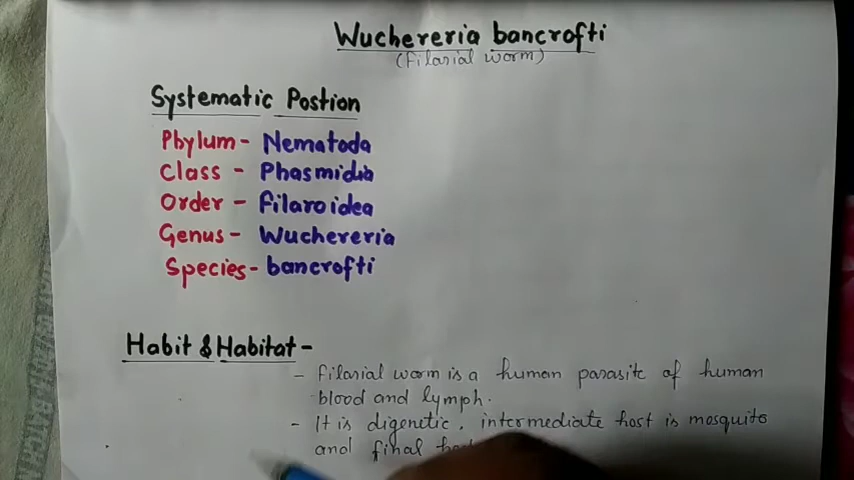 Wuchereria bancrofti
(Filarial worm)
Systematic Postion
Phylum- Nematoda
Class - Phasmidia
Order - Filaroidea
Genus- Wuchereria
Species- bancrofti
Habit & Habitat-
- Filarial worm is a human parasite of human
blood and lymph.
- It is digenetic, intermediate host is mosquito
and final